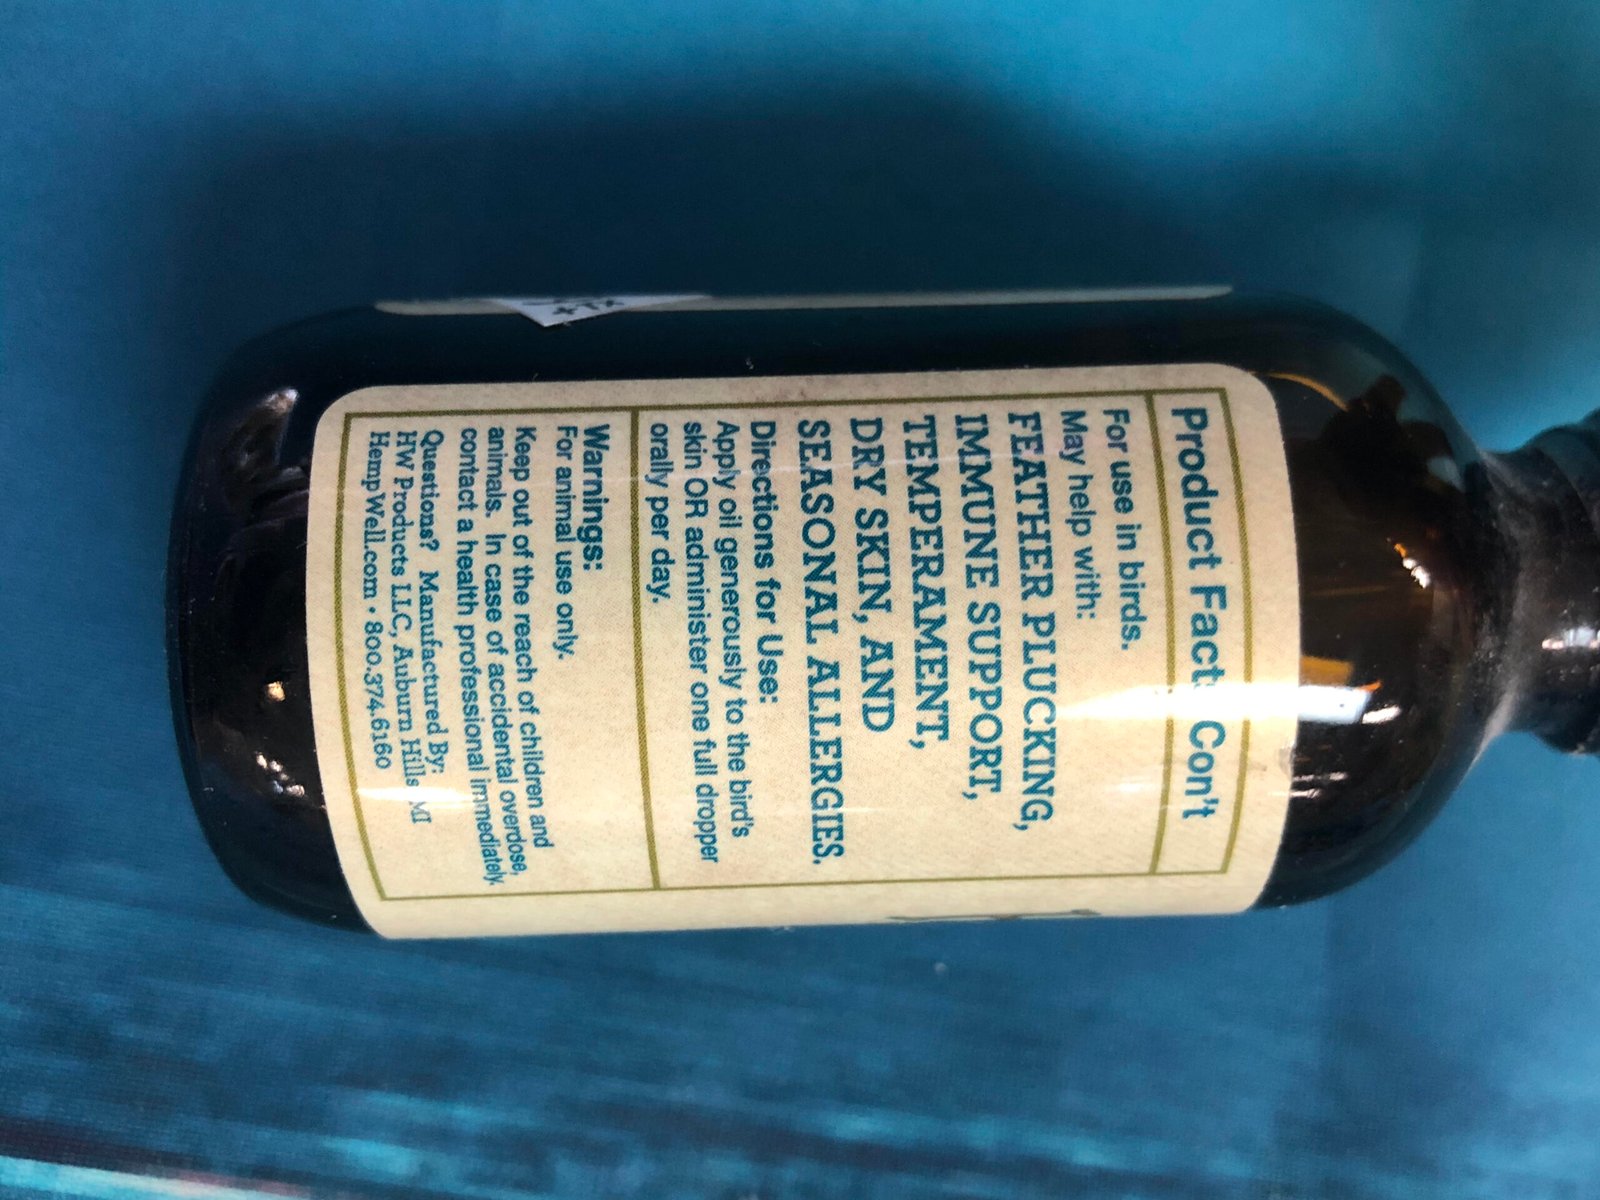 Product Facts Con't
For use in birds.
May help with:
FEATHER PLUCKING,
IMMUNE SUPPORT,
TEMPERAMENT,
DRY SKIN, AND
SEASONAL ALLERGIES.
Directions for Use:
Apply oil generously to the bird's
skin OR administer one full dropper
orally per day.
Warnings:
For animal use only.
Keep out of the reach of children and
animals. In case of accidental overdose,
contact a health professional immediately.
Questions? Manufactured By:
HW Products LLC, Auburn Hills MI
HempWell.com • 800.374.6160